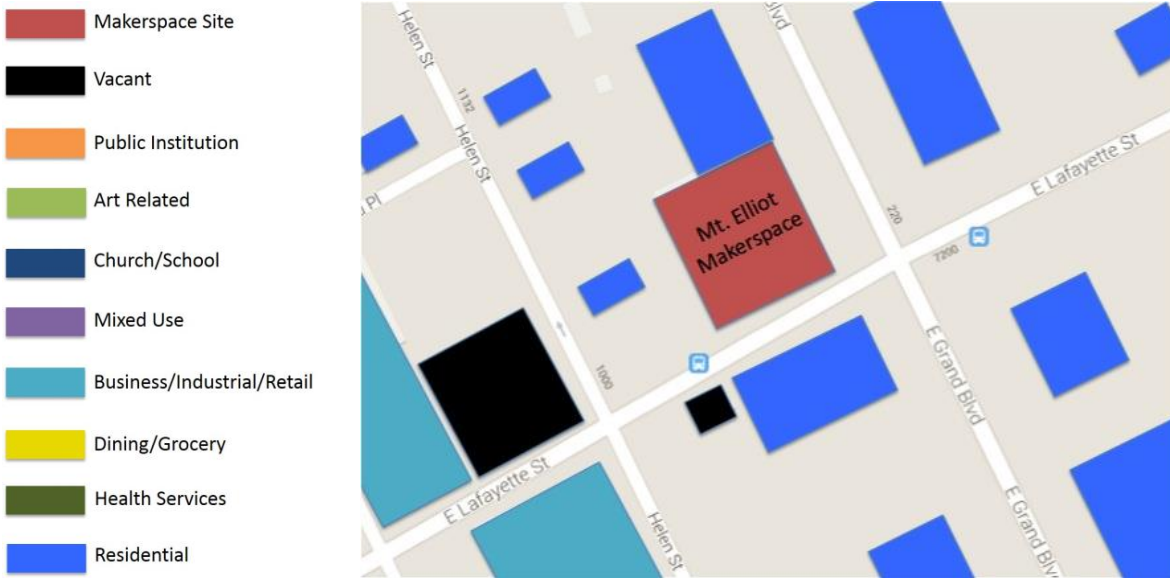 Makerspace Site
Vacant
Public Institution
Art Related
Church/School
Mixed Use
Business/Industrial/Retail
Dining/Grocery
Health Services
Residential
Helen St
1132
Helen St
Pl
Blvd
Mt. Elliot
Makerspace
E Lafayette St
220
7200
1000
E Grand Blvd
E Lafayette St
Helen St
E Grand Blv